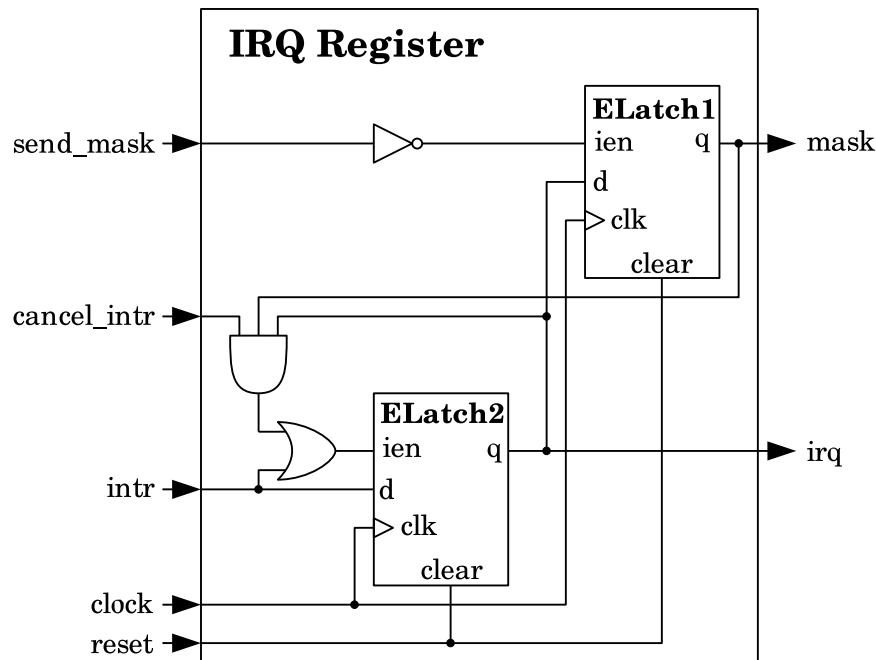 IRQ Register
ELatch1
send_mask
ien
q
mask
d
clk
clear
cancel_intr
ELatch2
ien
q
irq
intr
d
clk
clear
clock
reset